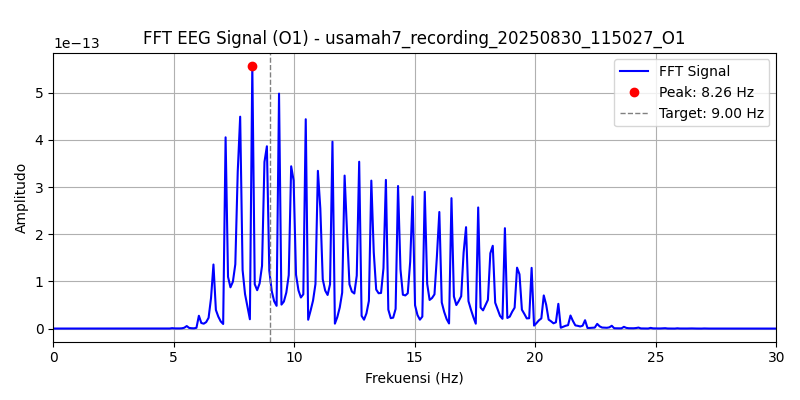 FFT EEG Signal (O1) - usamah7_recording_20250830_115027_O1
1e−13
FFT Signal
Peak: 8.26 Hz
Target: 9.00 Hz
Amplitudo
5
4
3
2
1
0
0 5 10 15 20 25 30
Frekuensi (Hz)